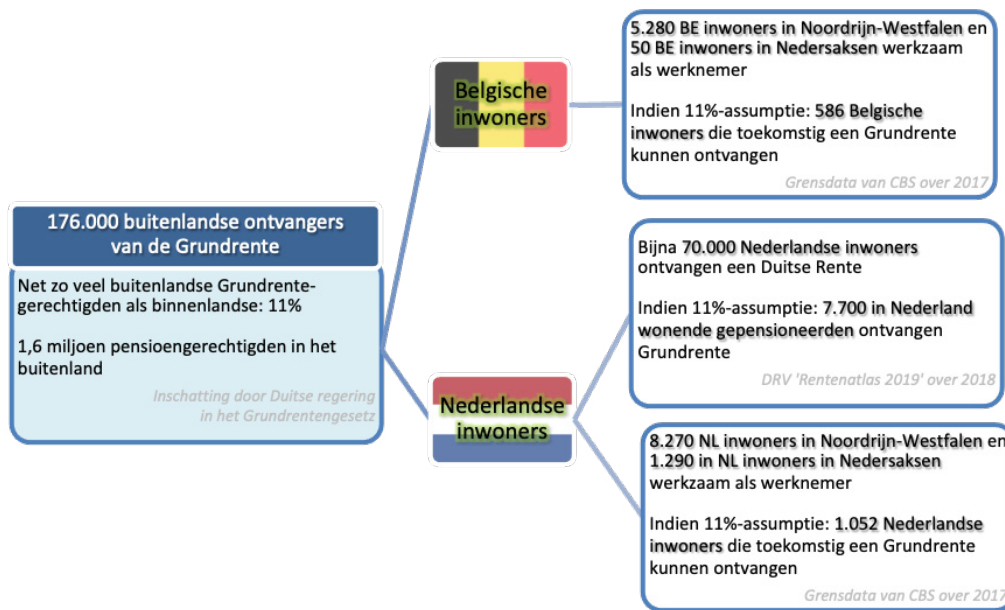 176.000 buitenlandse ontvangers
van de Grundrente
Net zo veel buitenlandse Grundrente-
gerechtigden als binnenlandse: 11%
1,6 miljoen pensioengerechtigden in het
buitenland
Inschatting door Duitse regering
in het Grundrentengesetz
Belgische
inwoners
5.280 BE inwoners in Noordrijn-Westfalen en
50 BE inwoners in Nedersaksen werkzaam
als werknemer
Indien 11%-assumptie: 586 Belgische
inwoners die toekomstig een Grundrente
kunnen ontvangen
Grensdata van CBS over 2017
Nederlandse
inwoners
Bijna 70.000 Nederlandse inwoners
ontvangen een Duitse Rente
Indien 11%-assumptie: 7.700 in Nederland
wonende gepensioneerden ontvangen
Grundrente
DRV 'Rentenatlas 2019' over 2018
8.270 NL inwoners in Noordrijn-Westfalen en
1.290 in NL inwoners in Nedersaksen
werkzaam als werknemer
Indien 11%-assumptie: 1.052 Nederlandse
inwoners die toekomstig een Grundrente
kunnen ontvangen
Grensdata van CBS over 2017